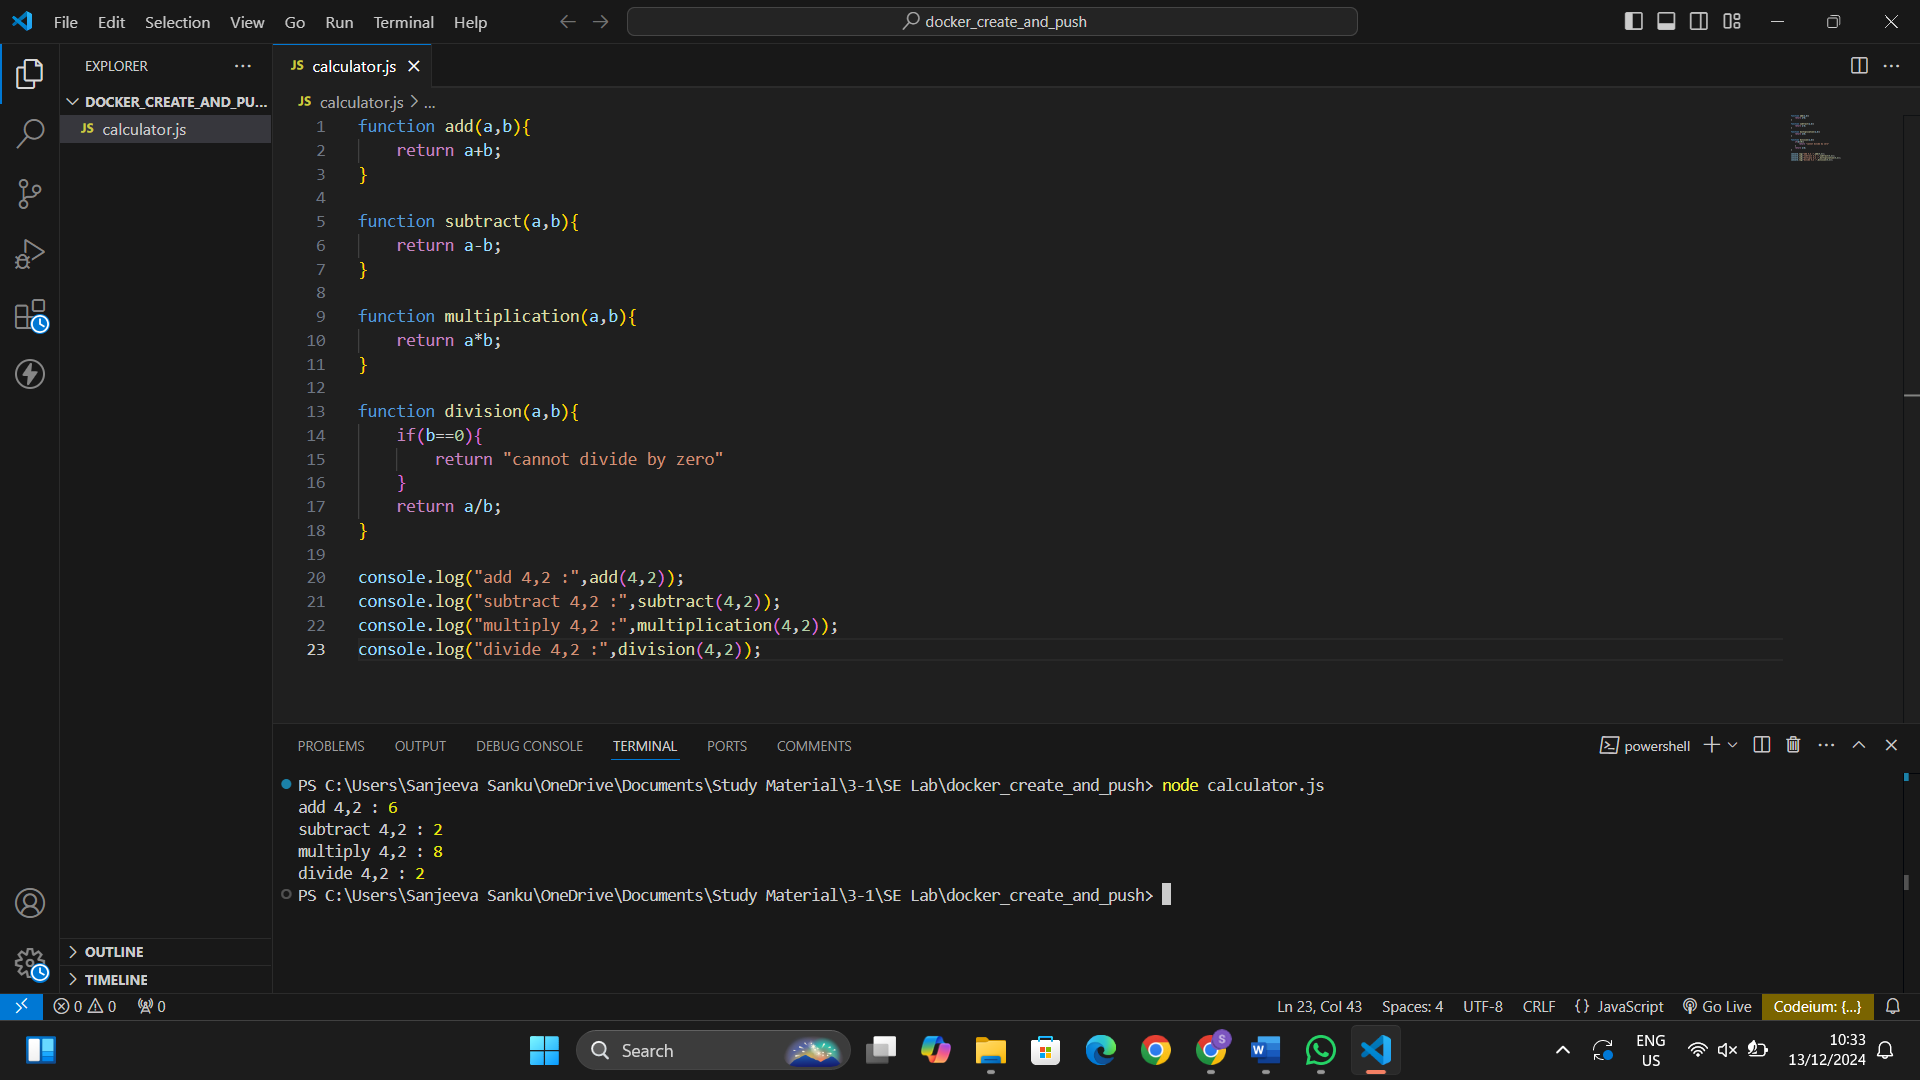 File Edit Selection View Go Run Terminal Help
docker_create_and_push
EXPLORER
JS calculator.js
DOCKER_CREATE_AND_PU...
JS calculator.js > ...
JS calculator.js
1 function add(a,b){
2     return a+b;
3 }
4
5 function subtract(a,b){
6     return a-b;
7 }
8
9 function multiplication(a,b){
10     return a*b;
11 }
12
13 function division(a,b){
14     if(b==0){
15         return "cannot divide by zero"
16     }
17     return a/b;
18 }
19
20 console.log("add 4,2 :",add(4,2));
21 console.log("subtract 4,2 :",subtract(4,2));
22 console.log("multiply 4,2 :",multiplication(4,2));
23 console.log("divide 4,2 :",division(4,2));
PROBLEMS OUTPUT DEBUG CONSOLE TERMINAL PORTS COMMENTS
powershell
PS C:\Users\Sanjeeva Sanku\OneDrive\Documents\Study Material\3-1\SE Lab\docker_create_and_push> node calculator.js
add 4,2 : 6
subtract 4,2 : 2
multiply 4,2 : 8
divide 4,2 : 2
PS C:\Users\Sanjeeva Sanku\OneDrive\Documents\Study Material\3-1\SE Lab\docker_create_and_push>
OUTLINE
TIMELINE
0 0 0
Ln 23, Col 43 Spaces: 4 UTF-8 CRLF {} JavaScript Go Live Codeium: {...}
Search
S
W
ENG
US
10:33
13/12/2024